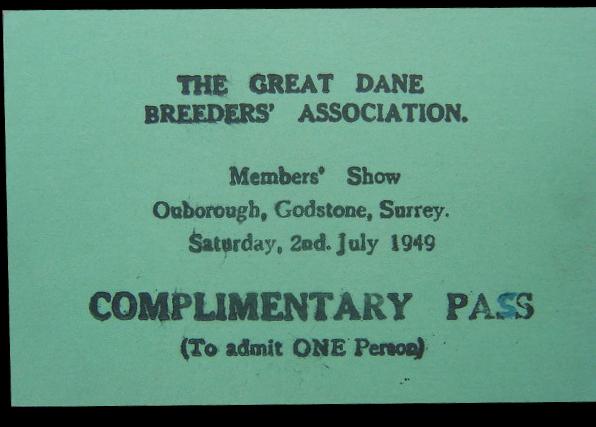 THE GREAT DANE
BREEDERS' ASSOCIATION.
Members' Show
Ouborough, Godstone, Surrey.
Saturday, 2nd. July 1949
COMPLIMENTARY PASS
(To admit ONE Person)